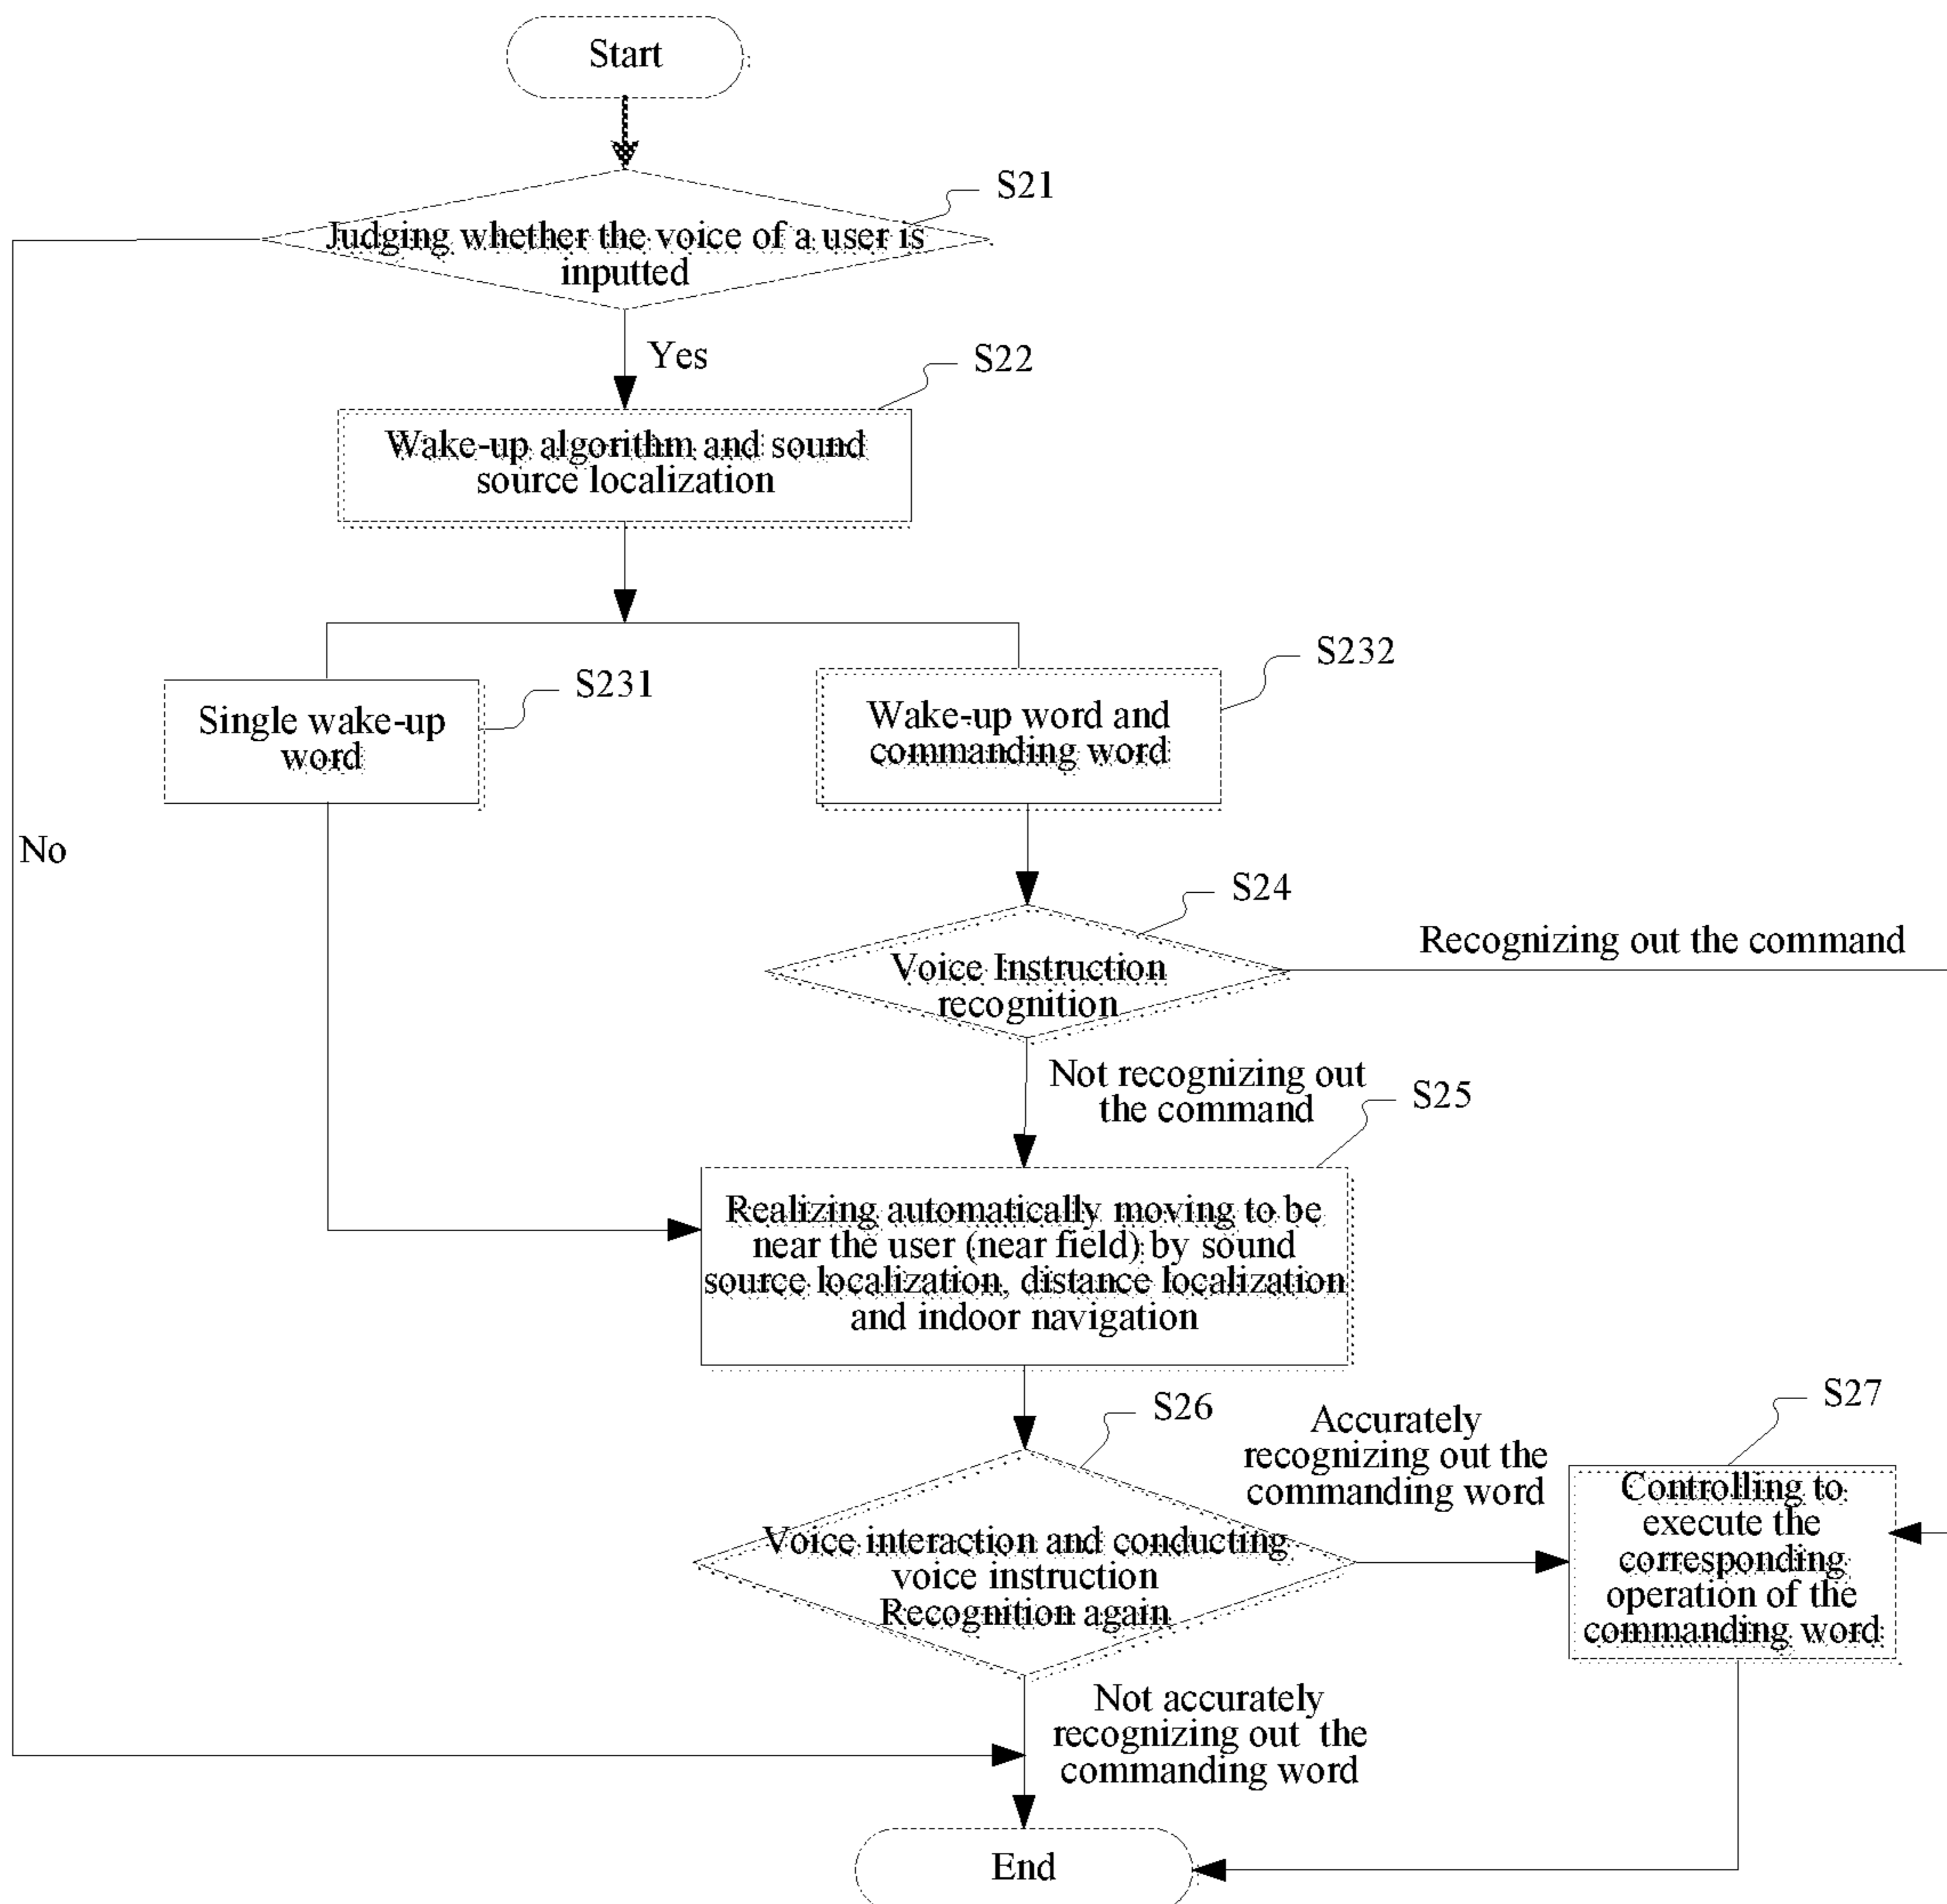 Start
S21
Judging whether the voice of a user is
inputted
Yes
S22
Wake-up algorithm and sound
source localization
S231
S232
Single wake-up
word
Wake-up word and
commanding word
No
S24
Recognizing out the command
Voice Instruction
recognition
Not recognizing out
the command
S25
Realizing automatically moving to be
near the user (near field) by sound
source localization, distance localization
and indoor navigation
S26
Accurately
recognizing out the
commanding word
S27
Voice interaction and conducting
voice instruction
Recognition again
Controlling to
execute the
corresponding
operation of the
commanding word
Not accurately
recognizing out the
commanding word
End